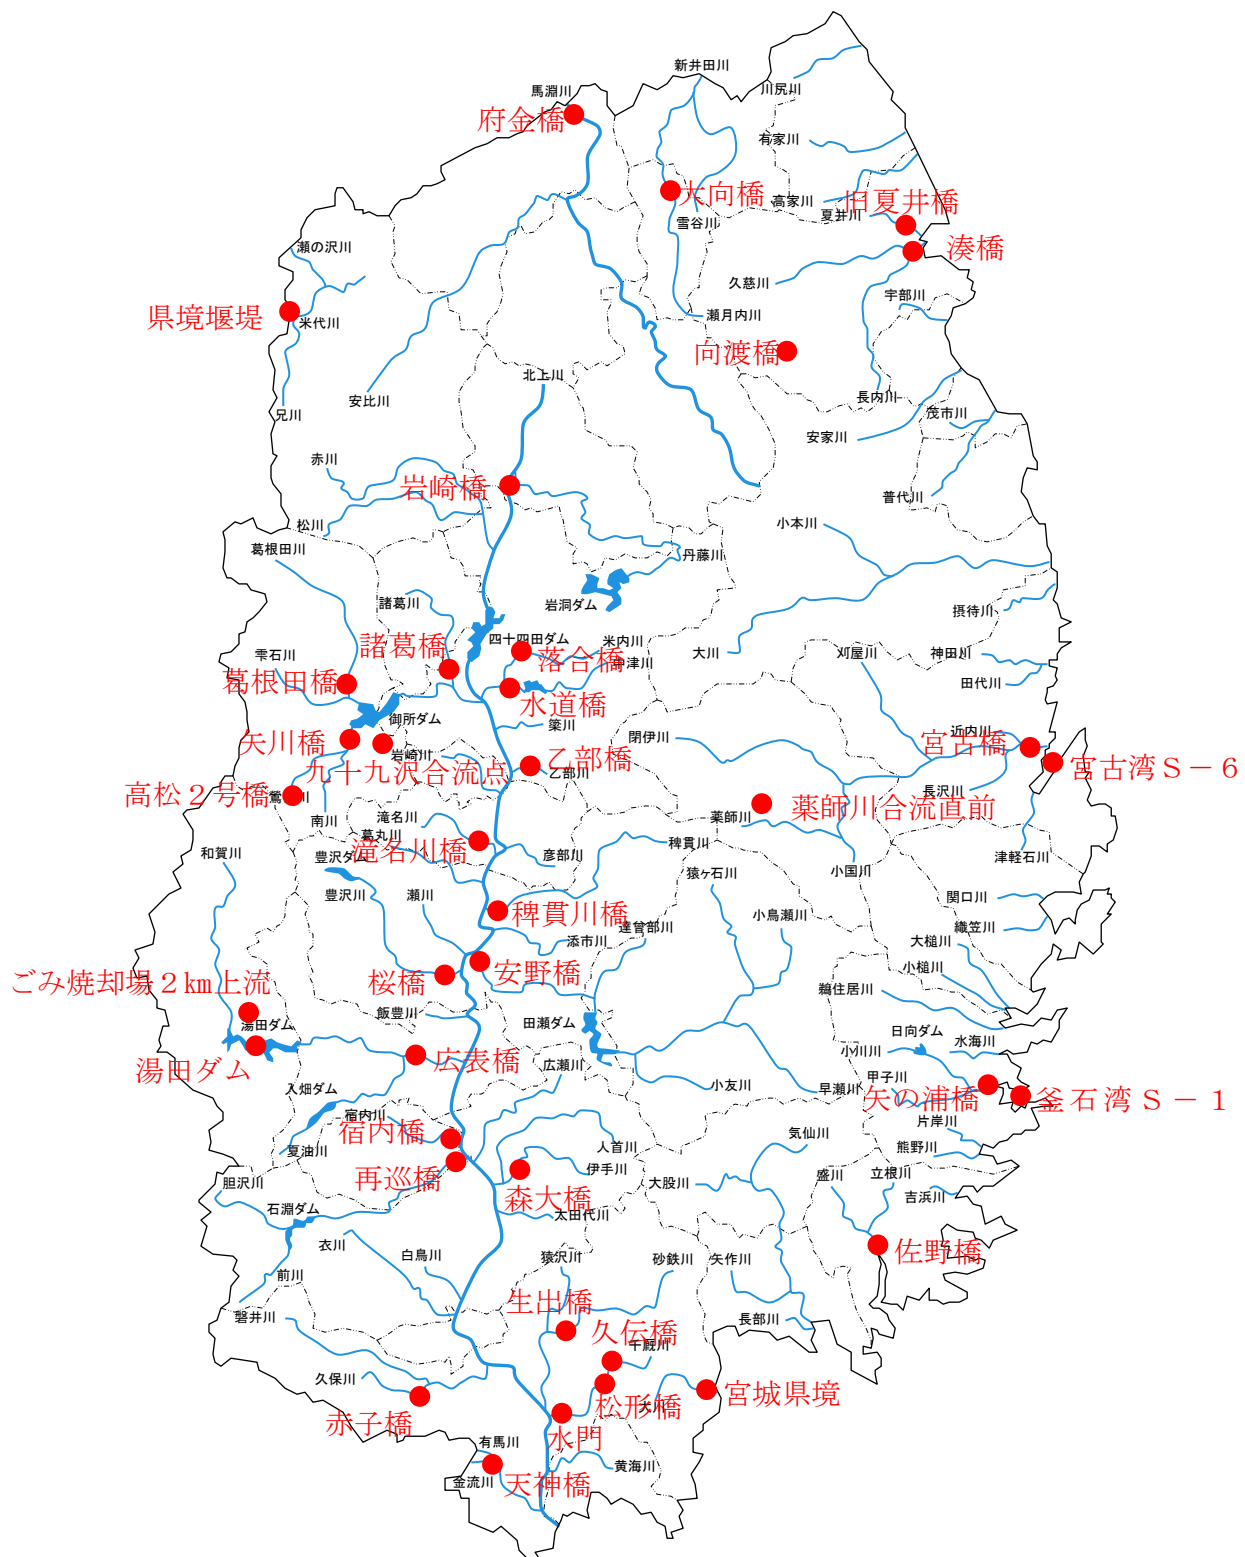 新井田川
川尻川
馬淵川
府金橋
有家川
大向橋
高家川
旧夏井橋
夏井川
雪谷川
湊橋
瀬の沢川
久慈川
宇部川
県境堰堤
米代川
瀬月内川
向渡橋
北上川
安比川
長内川
兄川
茂市川
安家川
赤川
岩崎橋
普代川
松川
小本川
葛根田川
丹藤川
諸葛川
岩洞ダム
摂待川
四十四田ダム
米内川
諸葛橋
落合橋
中津川
雫石川
大川
刈屋川
神田川
葛根田橋
田代川
水道橋
御所ダム
簗川
閉伊川
近内川
矢川橋
宮古橋
岩崎川
乙部橋
宮古湾Ｓ－６
九十九沢合流点
乙部川
高松２号橋
鶯川
長沢川
薬師川合流直前
南川
滝名川
薬師川
葛丸川
滝名川橋
稗貫川
和賀川
豊沢ダム
彦部川
津軽石川
猿ヶ石川
小国川
豊沢川
瀬川
関口川
稗貫川橋
小烏瀬川
達曽部川
織笠川
添市川
大槌川
安野橋
小槌川
桜橋
ごみ焼却場２㎞上流
鵜住居川
飯豊川
湯田ダム
田瀬ダム
日向ダム
水海川
湯田ダム
広表橋
小川川
広瀬川
甲子川
入畑ダム
小友川
早瀬川
矢の浦橋
釜石湾Ｓ－１
宿内川
片岸川
宿内橋
気仙川
夏油川
人首川
熊野川
再巡橋
伊手川
胆沢川
森大橋
大股川
盛川
立根川
吉浜川
石淵ダム
太田代川
衣川
白鳥川
猿沢川
砂鉄川
矢作川
佐野橋
前川
生出橋
磐井川
久伝橋
長部川
千厩川
久保川
松形橋
宮城県境
赤子橋
大川
水門
有馬川
黄海川
金流川
天神橋